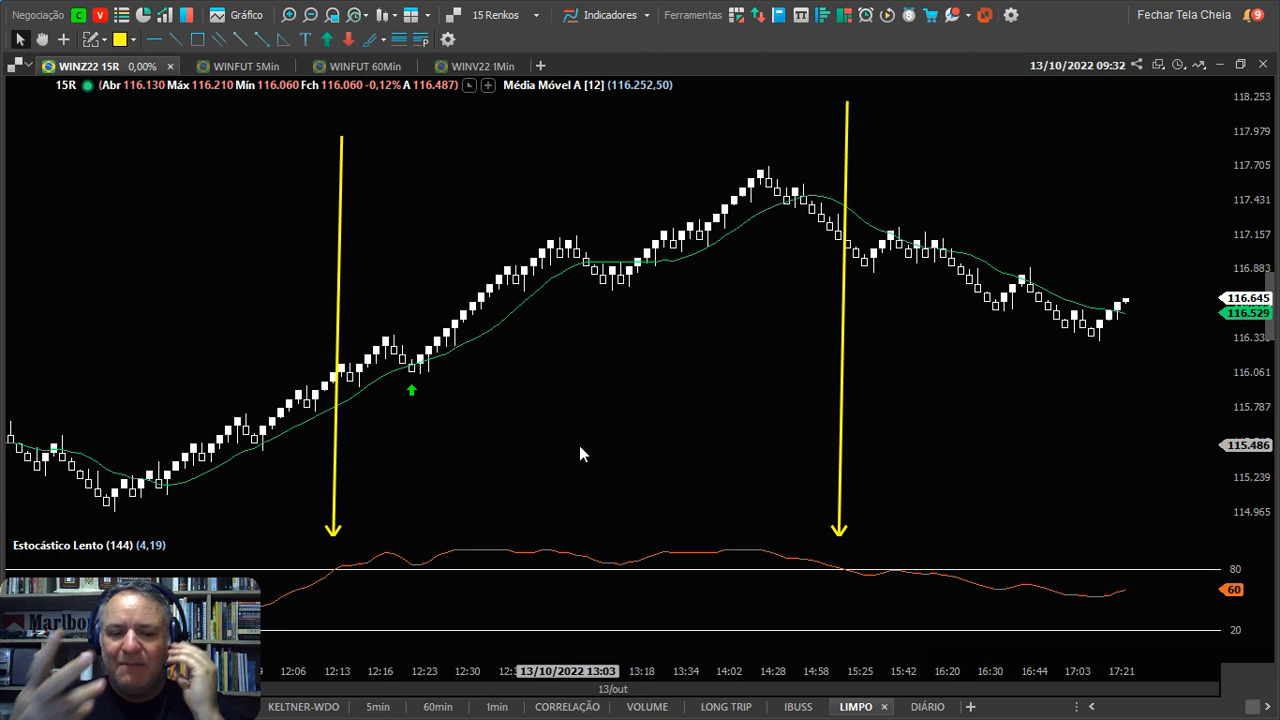 Negociação C V Gráfico 15 Renkos Indicadores Ferramentas Fechar Tela Cheia 9
WINZ22 15R 0,00% × WINFUT 5Min WINFUT 60Min WINV22 1Min + 13/10/2022 09:32
15R (Abr 116.130 Máx 116.210 Mín 116.060 Fch 116.060 -0,12% A 116.487) Média Móvel A [12] (116.252,50)
118.253
117.979
117.705
117.431
117.157
116.883
116.645
116.529
116.335
116.061
115.787
115.486
115.239
114.965
Estocástico Lento (144) (4,19)
80
60
20
Marlbo
12:06 12:13 12:16 12:23 12:30 13/10/2022 13:03 13:18 13:34 14:02 14:28 15:25 15:42 16:20 16:30 16:44 17:03 17:21
13/out
KELTNER-WDO 5min 60min 1min CORRELAÇÃO VOLUME LONG TRIP IBUSS LIMPO × DIÁRIO +